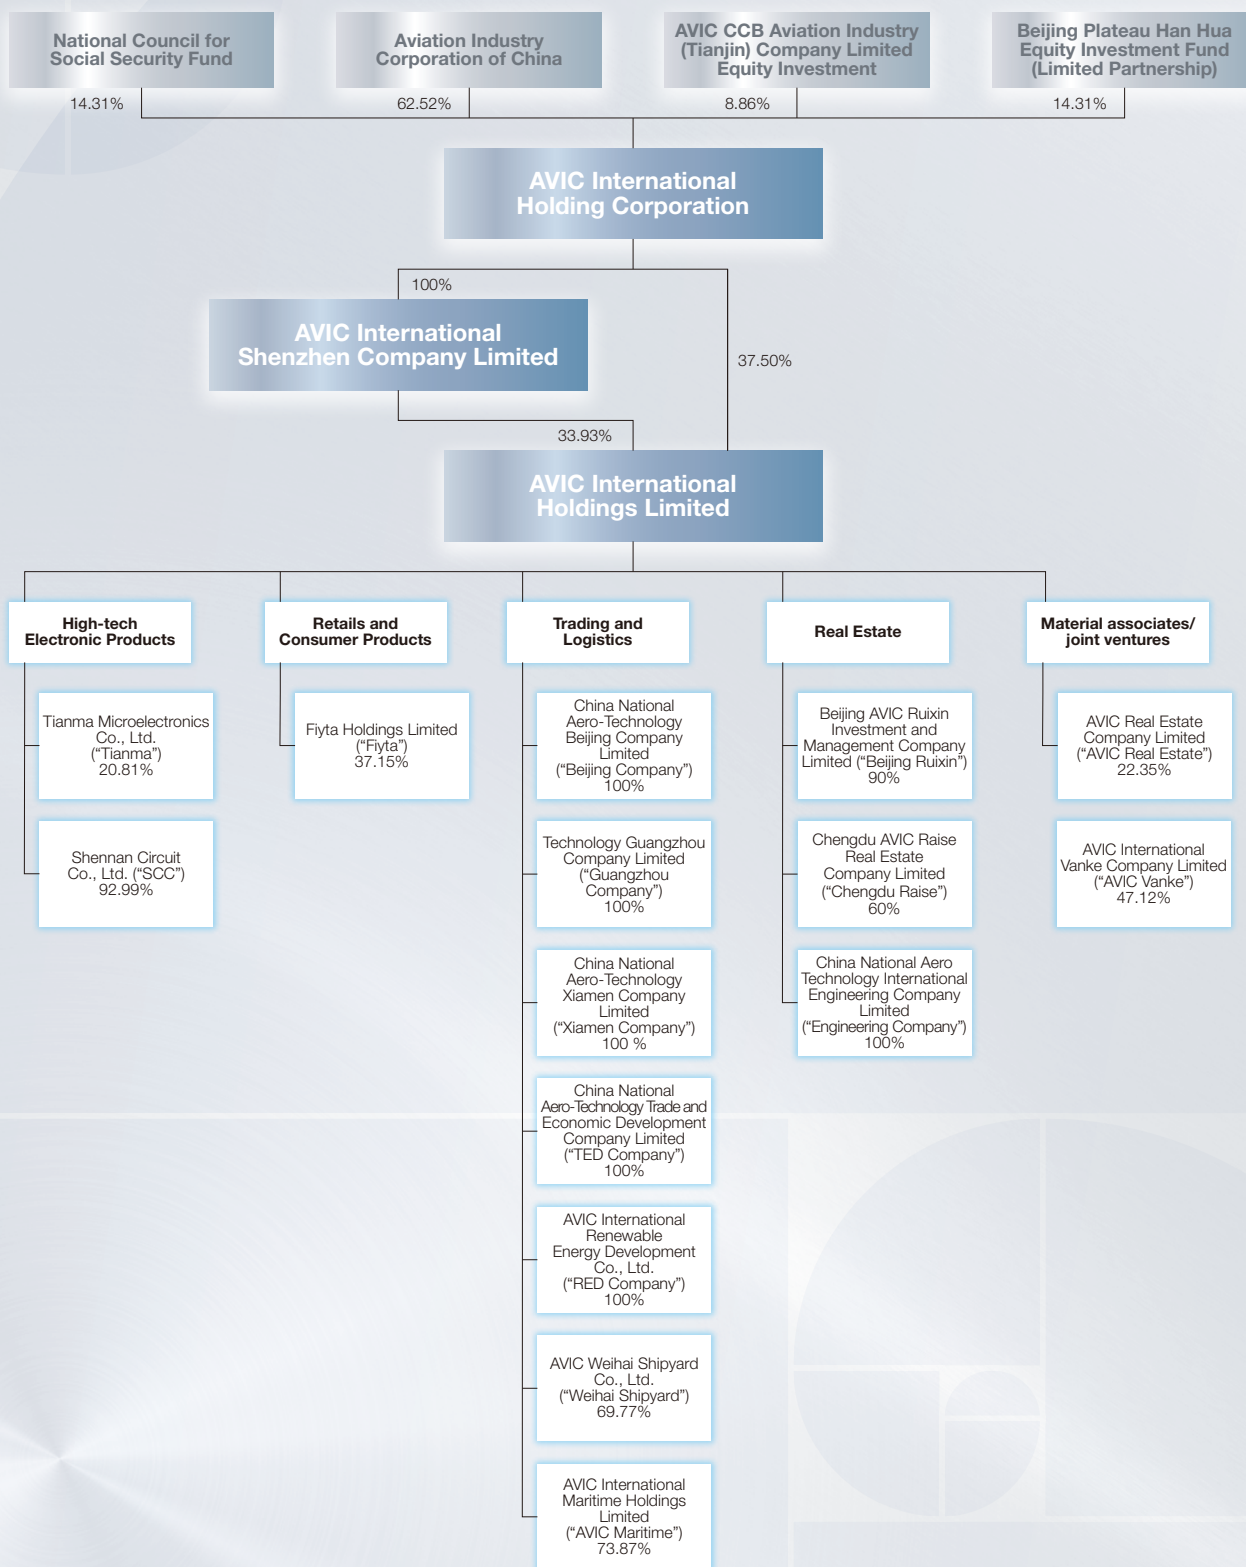 National Council for
Social Security Fund
Aviation Industry
Corporation of China
AVIC CCB Aviation Industry
(Tianjin) Company Limited
Equity Investment
Beijing Plateau Han Hua
Equity Investment Fund
(Limited Partnership)
14.31%
62.52%
8.86%
14.31%
AVIC International
Holding Corporation
100%
AVIC International
Shenzhen Company Limited
37.50%
33.93%
AVIC International
Holdings Limited
High-tech
Electronic Products
Retails and
Consumer Products
Trading and
Logistics
Real Estate
Material associates/
joint ventures
Tianma Microelectronics
Co., Ltd.
(“Tianma”)
20.81%
Shennan Circuit
Co., Ltd. (“SCC”)
92.99%
Fiyta Holdings Limited
(“Fiyta”)
37.15%
China National
Aero-Technology
Beijing Company
Limited
(“Beijing Company”)
100%
Technology Guangzhou
Company Limited
(“Guangzhou
Company”)
100%
China National
Aero-Technology
Xiamen Company
Limited
(“Xiamen Company”)
100 %
China National
Aero-Technology Trade and
Economic Development
Company Limited
(“TED Company”)
100%
AVIC International
Renewable
Energy Development
Co., Ltd.
(“RED Company”)
100%
AVIC Weihai Shipyard
Co., Ltd.
(“Weihai Shipyard”)
69.77%
AVIC International
Maritime Holdings
Limited
(“AVIC Maritime”)
73.87%
Beijing AVIC Ruixin
Investment and
Management Company
Limited (“Beijing Ruixin”)
90%
Chengdu AVIC Raise
Real Estate
Company Limited
(“Chengdu Raise”)
60%
China National Aero
Technology International
Engineering Company
Limited
(“Engineering Company”)
100%
AVIC Real Estate
Company Limited
(“AVIC Real Estate”)
22.35%
AVIC International
Vanke Company Limited
(“AVIC Vanke”)
47.12%